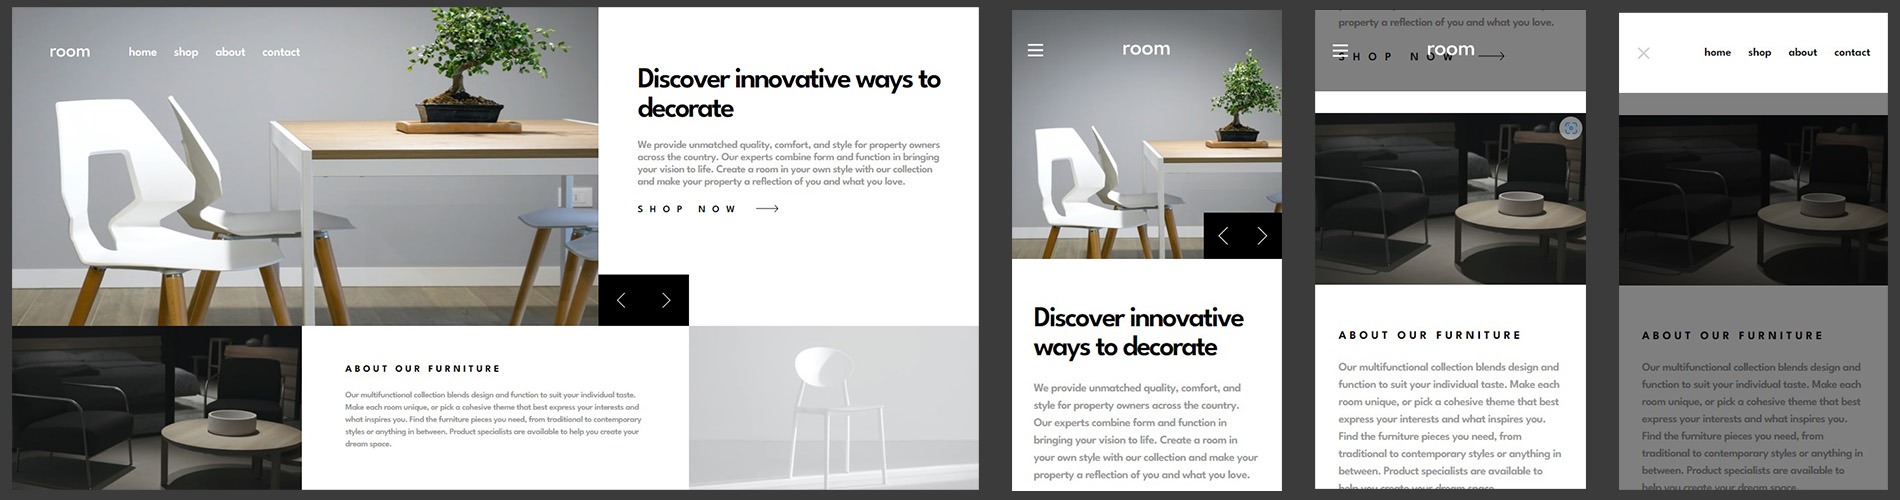 room home shop about contact
Discover innovative ways to
decorate
We provide unmatched quality, comfort, and style for property owners
across the country. Our experts combine form and function in bringing
your vision to life. Create a room in your own style with our collection
and make your property a reflection of you and what you love.
SHOP NOW
ABOUT OUR FURNITURE
Our multifunctional collection blends design and function to suit your individual taste.
Make each room unique, or pick a cohesive theme that best express your interests and
what inspires you. Find the furniture pieces you need, from traditional to contemporary
styles or anything in between. Product specialists are available to help you create your
dream space.
room
Discover innovative
ways to decorate
We provide unmatched quality, comfort, and
style for property owners across the country.
Our experts combine form and function in
bringing your vision to life. Create a room in
your own style with our collection and make your
property a reflection of you and what you love.
property a reflection of you and what you love.
room
SHOP NOW
ABOUT OUR FURNITURE
Our multifunctional collection blends design and
function to suit your individual taste. Make each
room unique, or pick a cohesive theme that best
express your interests and what inspires you.
Find the furniture pieces you need, from
traditional to contemporary styles or anything in
between. Product specialists are available to
help you create your dream space.
home shop about contact
ABOUT OUR FURNITURE
Our multifunctional collection blends design and
function to suit your individual taste. Make each
room unique, or pick a cohesive theme that best
express your interests and what inspires you.
Find the furniture pieces you need, from
traditional to contemporary styles or anything in
between. Product specialists are available to
help you create your dream space.